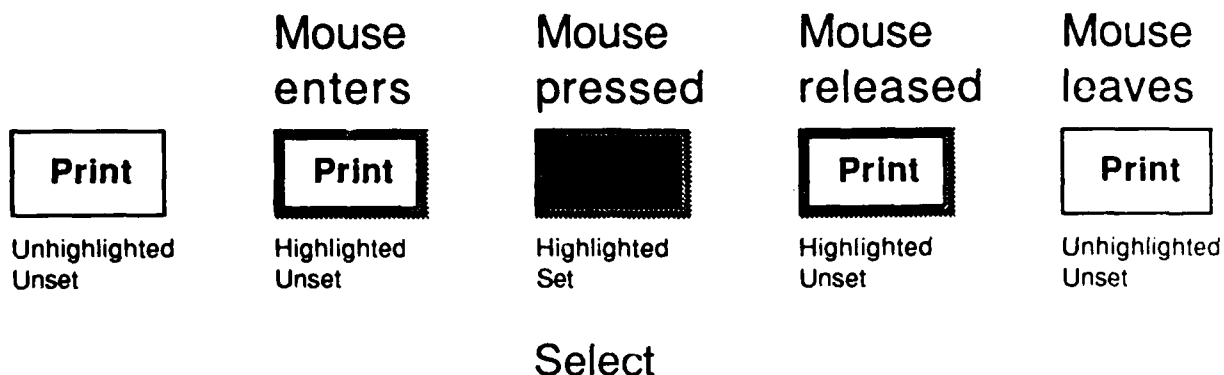 Mouse enters
Mouse pressed
Mouse released
Mouse leaves
Print
Print
Print
Print
Unhighlighted
Unset
Highlighted
Unset
Highlighted
Set
Highlighted
Unset
Unhighlighted
Unset
Select